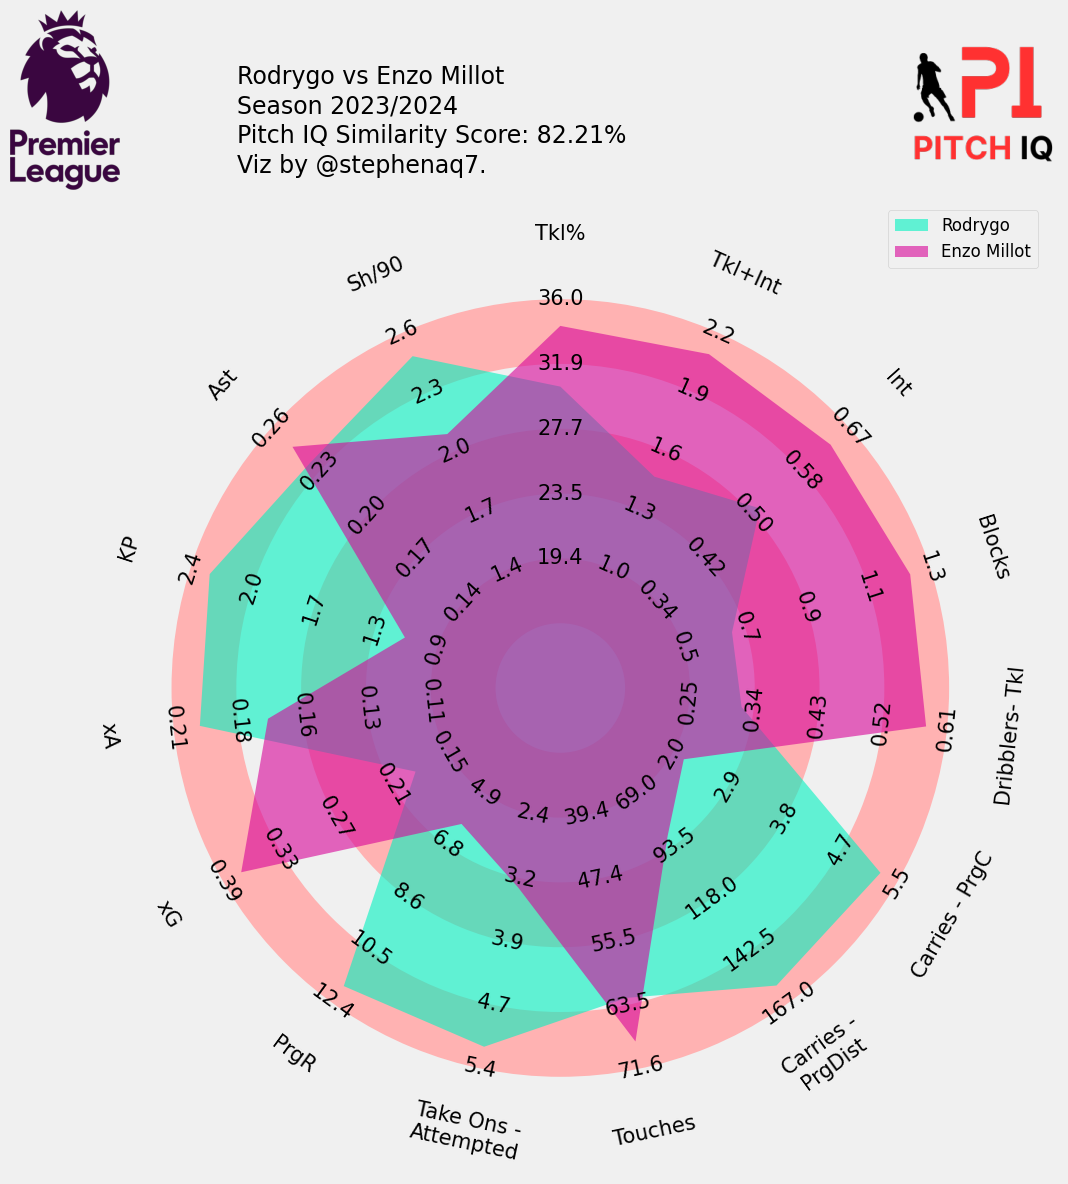 Premier
League
Rodrygo vs Enzo Millot
Season 2023/2024
Pitch IQ Similarity Score: 82.21%
Viz by @stephenaq7.
PI
PITCH IQ
Rodrygo
Enzo Millot
Tkl%
36.0
31.9
27.7
23.5
19.4
Tkl+Int
2.2
1.9
1.6
1.3
1.0
Int
0.67
0.58
0.50
0.42
0.34
Blocks
1.3
1.1
0.9
0.7
0.5
Dribblers- Tkl
0.61
0.52
0.43
0.34
0.25
Carries - PrgC
5.5
4.7
3.8
2.9
2.0
Carries -
PrgDist
167.0
142.5
118.0
93.5
69.0
Touches
71.6
63.5
55.5
47.4
39.4
Take Ons -
Attempted
5.4
4.7
3.9
3.2
2.4
PrgR
12.4
10.5
8.6
6.8
4.9
xG
0.39
0.33
0.27
0.21
0.15
xA
0.21
0.18
0.16
0.13
0.11
KP
2.4
2.0
1.7
1.3
0.9
Ast
0.26
0.23
0.20
0.17
0.14
Sh/90
2.6
2.3
2.0
1.7
1.4